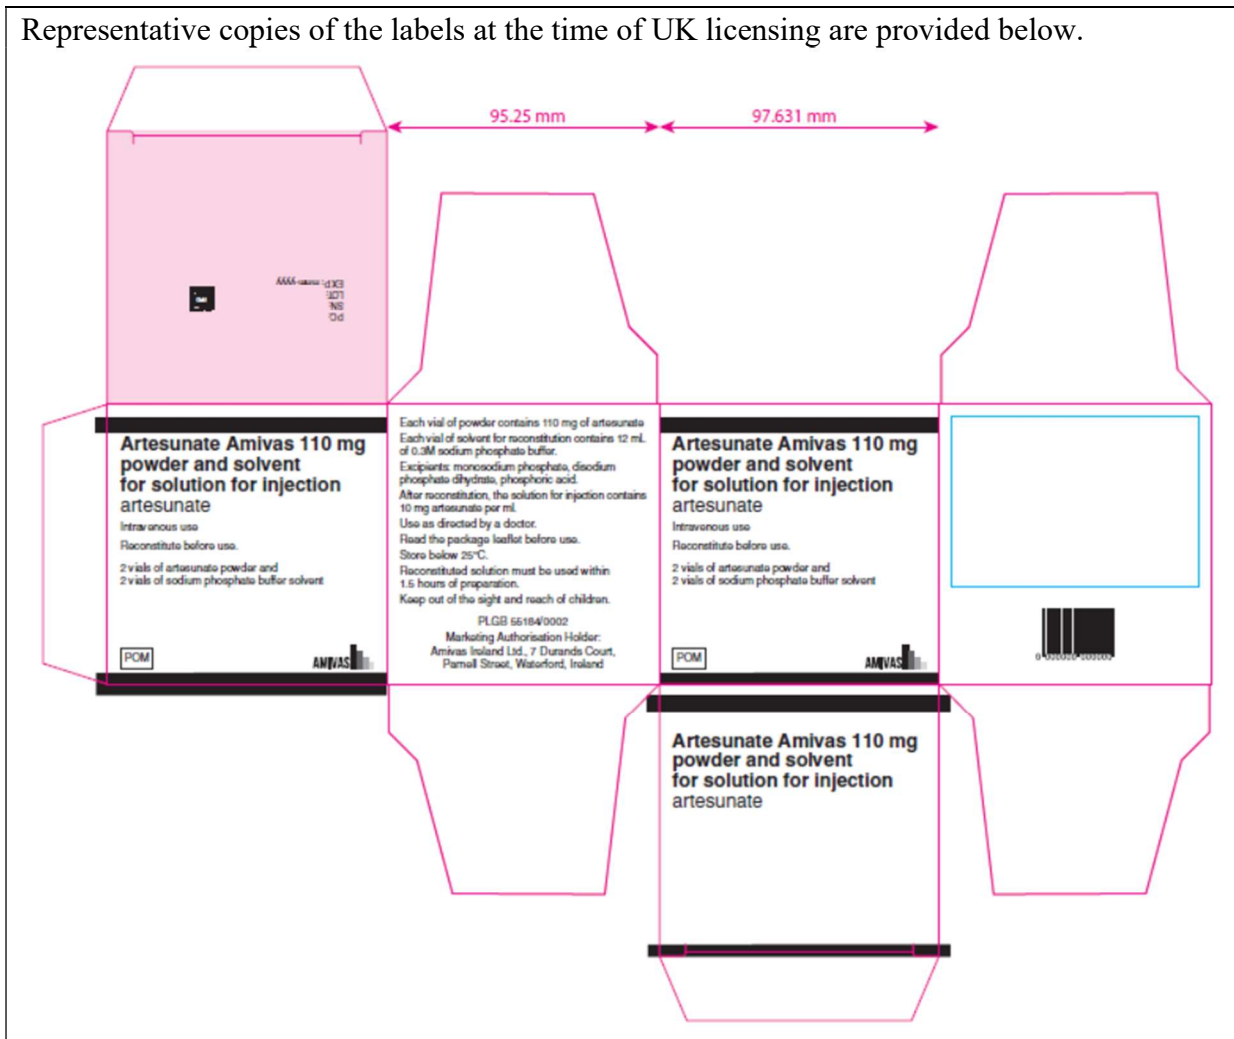 Representative copies of the labels at the time of UK licensing are provided below.
95.25 mm
97.631 mm
PC:
SN:
LOT:
EXP: mmm-yyyy
Artesunate Amivas 110 mg
powder and solvent
for solution for injection
artesunate
Intravenous use
Reconstitute before use.
2 vials of artesunate powder and
2 vials of sodium phosphate buffer solvent
POM
AMIVAS
Each vial of powder contains 110 mg of artesunate
Each vial of solvent for reconstitution contains 12 mL
of 0.3M sodium phosphate buffer.
Excipients: monosodium phosphate, disodium
phosphate dihydrate, phosphoric acid.
After reconstitution, the solution for injection contains
10 mg artesunate per ml.
Use as directed by a doctor.
Read the package leaflet before use.
Store below 25°C.
Reconstituted solution must be used within
1.5 hours of preparation.
Keep out of the sight and reach of children.
PLGB 55184/0002
Marketing Authorisation Holder:
Amivas Ireland Ltd., 7 Durands Court,
Parnell Street, Waterford, Ireland
Artesunate Amivas 110 mg
powder and solvent
for solution for injection
artesunate
Intravenous use
Reconstitute before use.
2 vials of artesunate powder and
2 vials of sodium phosphate buffer solvent
POM
AMIVAS
Artesunate Amivas 110 mg
powder and solvent
for solution for injection
artesunate